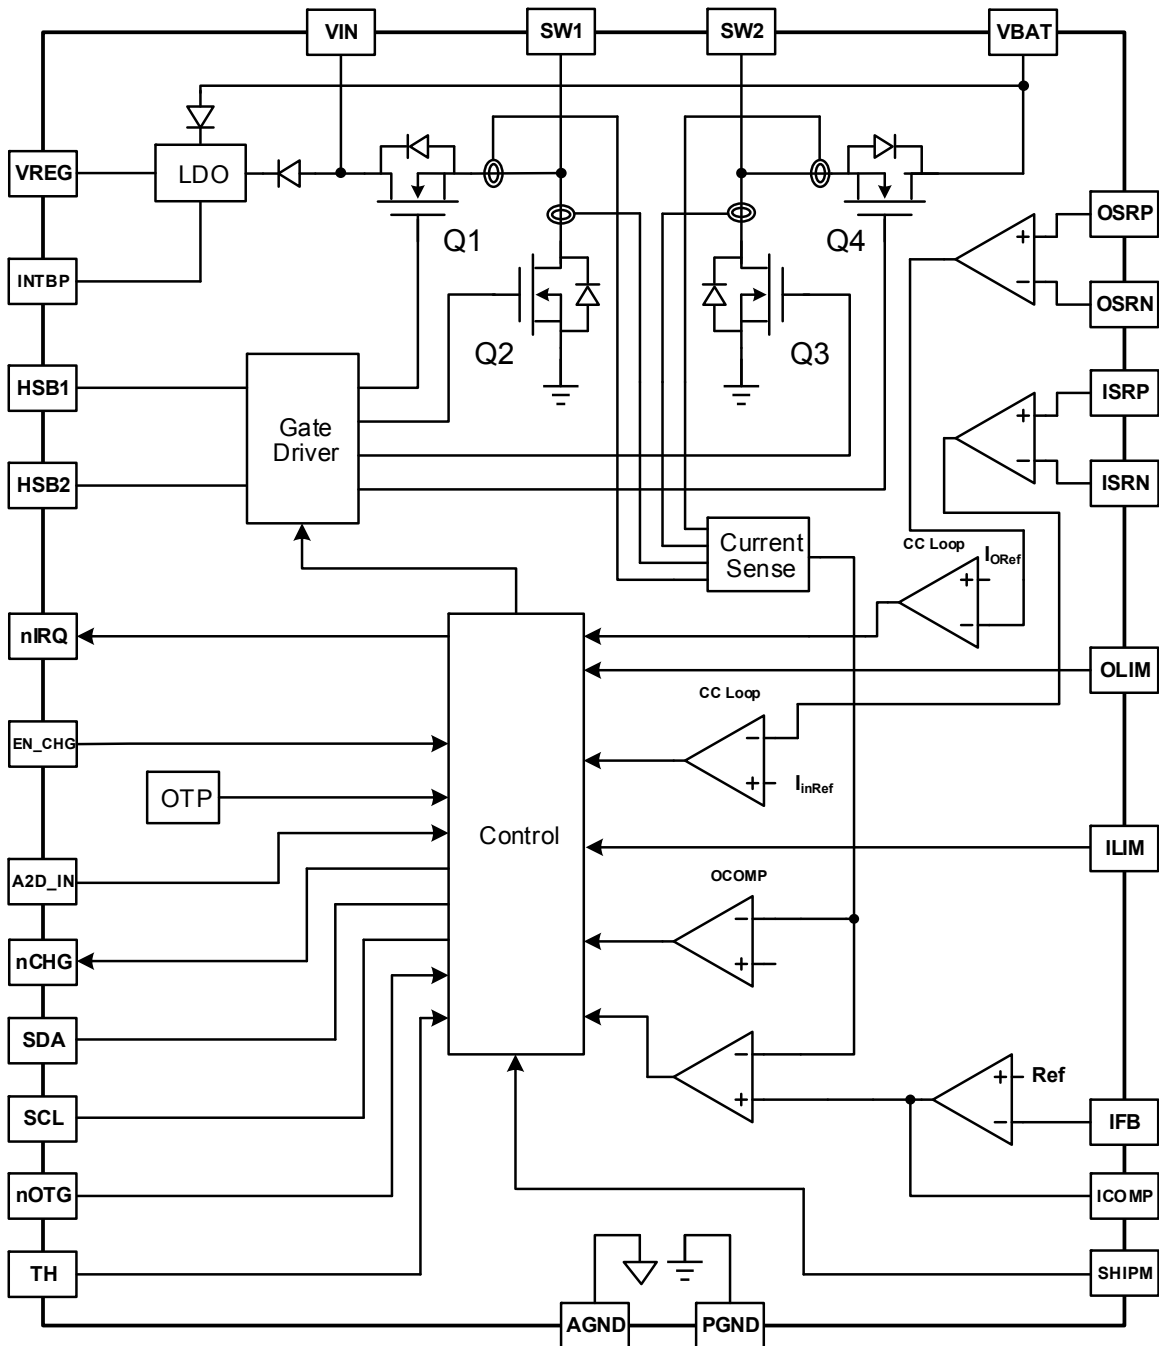 VIN
SW1
SW2
VBAT
VREG
LDO
INTBP
Q1
Q4
OSRP
OSRN
Q2
Q3
HSB1
HSB2
Gate
Driver
ISRP
ISRN
Current
Sense
CC Loop
IORef
nIRQ
OLIM
CC Loop
EN_CHG
IinRef
OTP
Control
ILIM
A2D_IN
OCOMP
nCHG
SDA
SCL
Ref
IFB
nOTG
ICOMP
TH
SHIPM
AGND
PGND